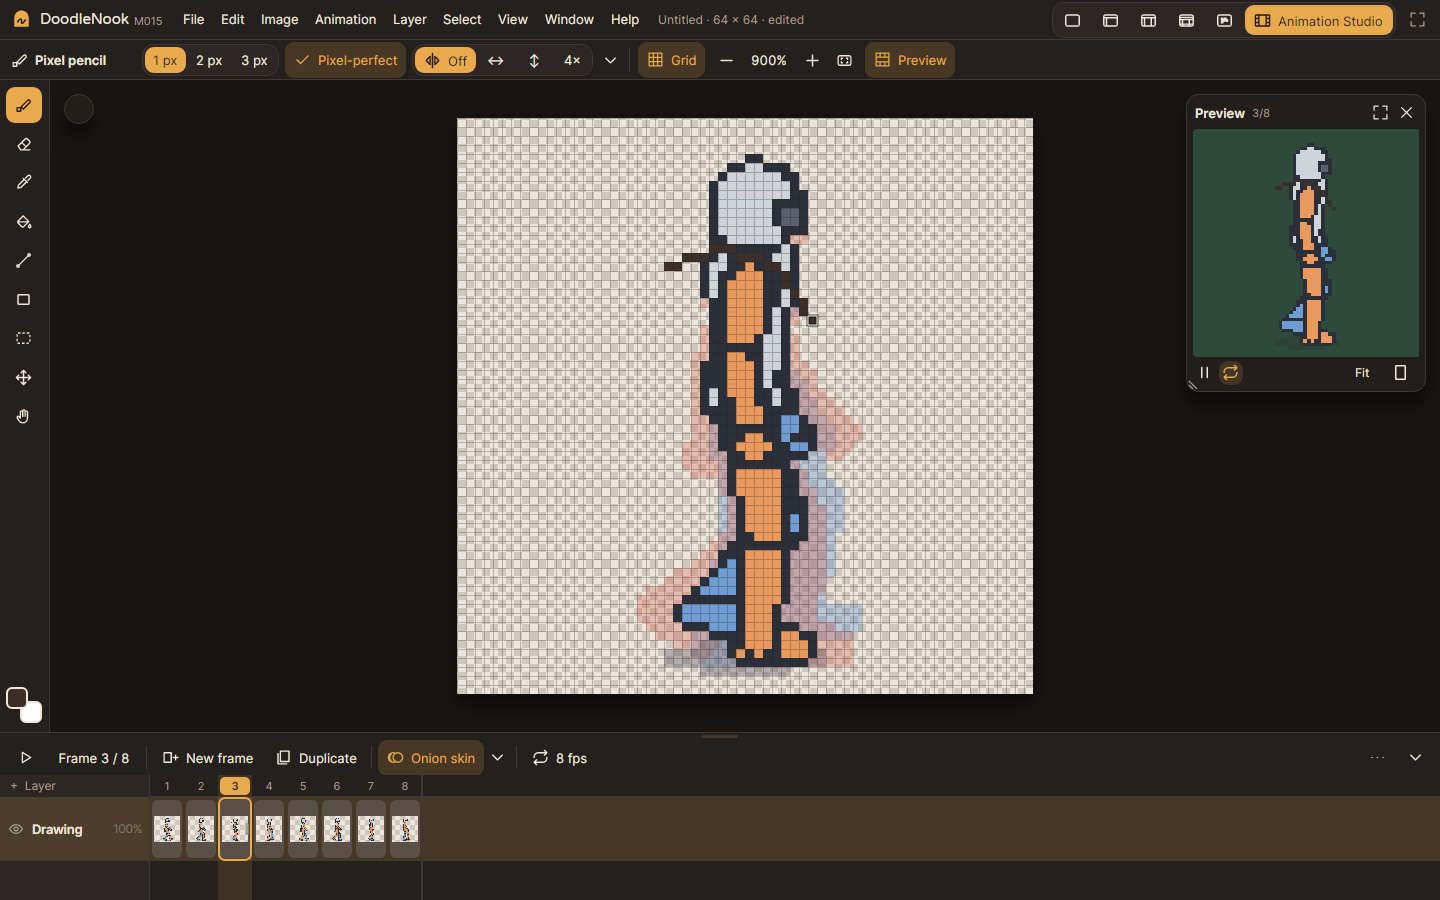 DoodleNook M015 File Edit Image Animation Layer Select View Window Help Untitled · 64 × 64 · edited Animation Studio
Pixel pencil 1 px 2 px 3 px Pixel-perfect Off 4× Grid 900% Preview
Preview 3/8
Fit
Frame 3 / 8 New frame Duplicate Onion skin 8 fps ...
+ Layer 1 2 3 4 5 6 7 8
Drawing 100%